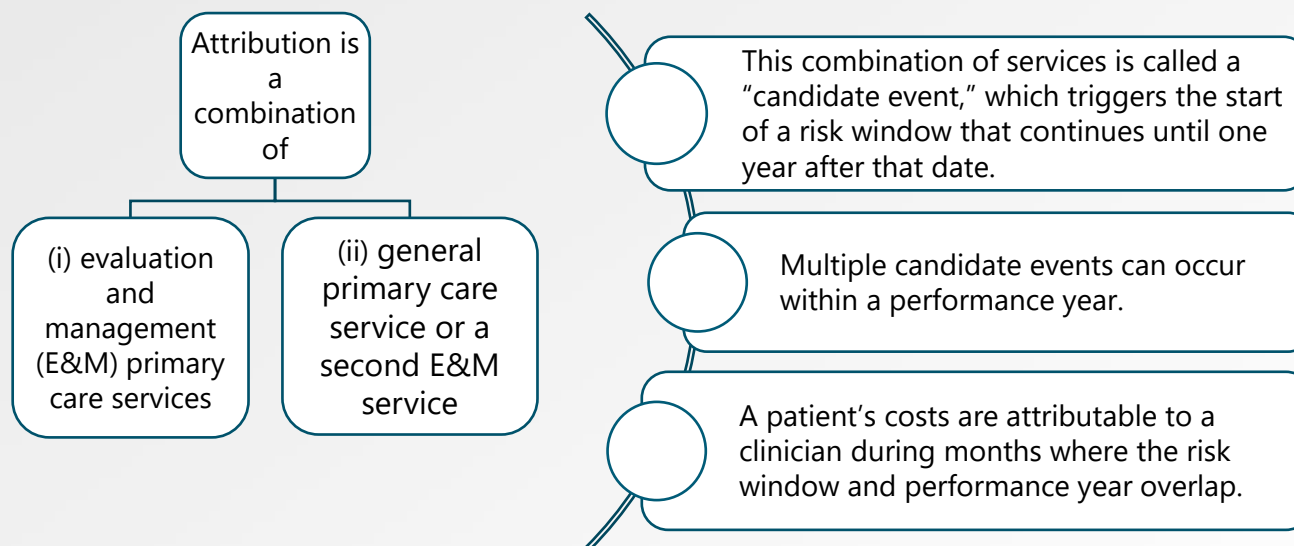 Attribution is
a
combination
of
(i) evaluation
and
management
(E&M) primary
care services
(ii) general
primary care
service or a
second E&M
service
This combination of services is called a
“candidate event,” which triggers the start
of a risk window that continues until one
year after that date.
Multiple candidate events can occur
within a performance year.
A patient’s costs are attributable to a
clinician during months where the risk
window and performance year overlap.